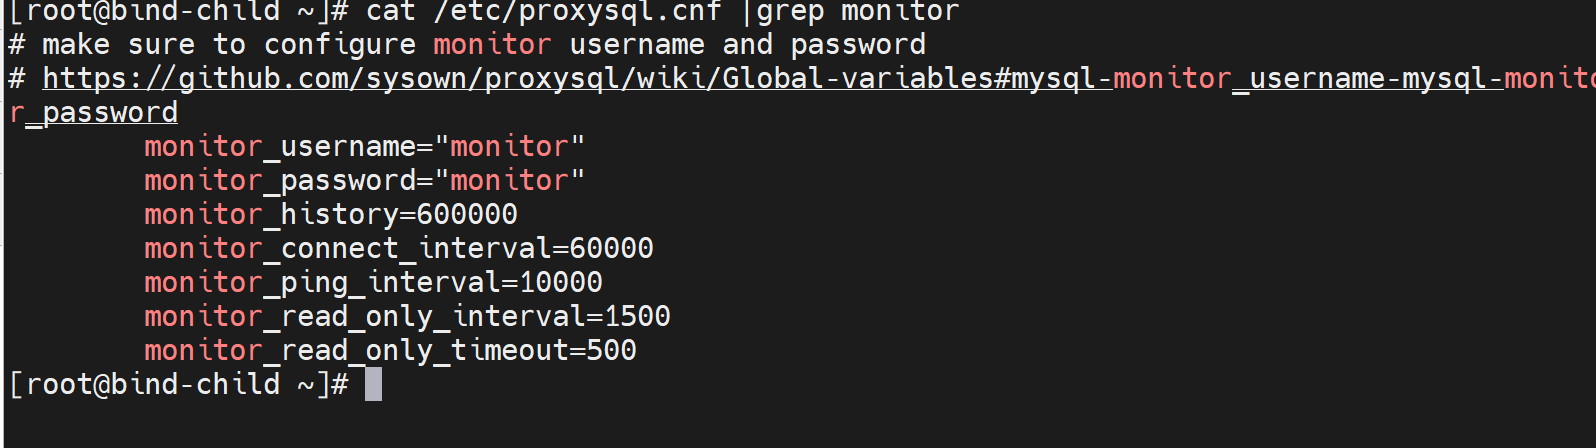 [root@bind-child ~]# cat /etc/proxysql.cnf |grep monitor
# make sure to configure monitor username and password
# https://github.com/sysown/proxysql/wiki/Global-variables#mysql-monitor_username-mysql-monito
r_password
        monitor_username="monitor"
        monitor_password="monitor"
        monitor_history=600000
        monitor_connect_interval=60000
        monitor_ping_interval=10000
        monitor_read_only_interval=1500
        monitor_read_only_timeout=500
[root@bind-child ~]#